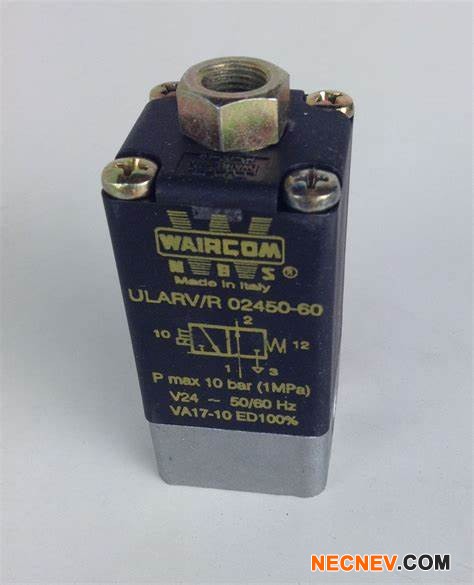 WAIRCOM
M B S ®
Made in Italy
ULARV/R 02450-60
2
10 12
1 3
P max 10 bar (1MPa)
V24 ~ 50/60 Hz
VA17-10 ED100%
NECNEV.COM